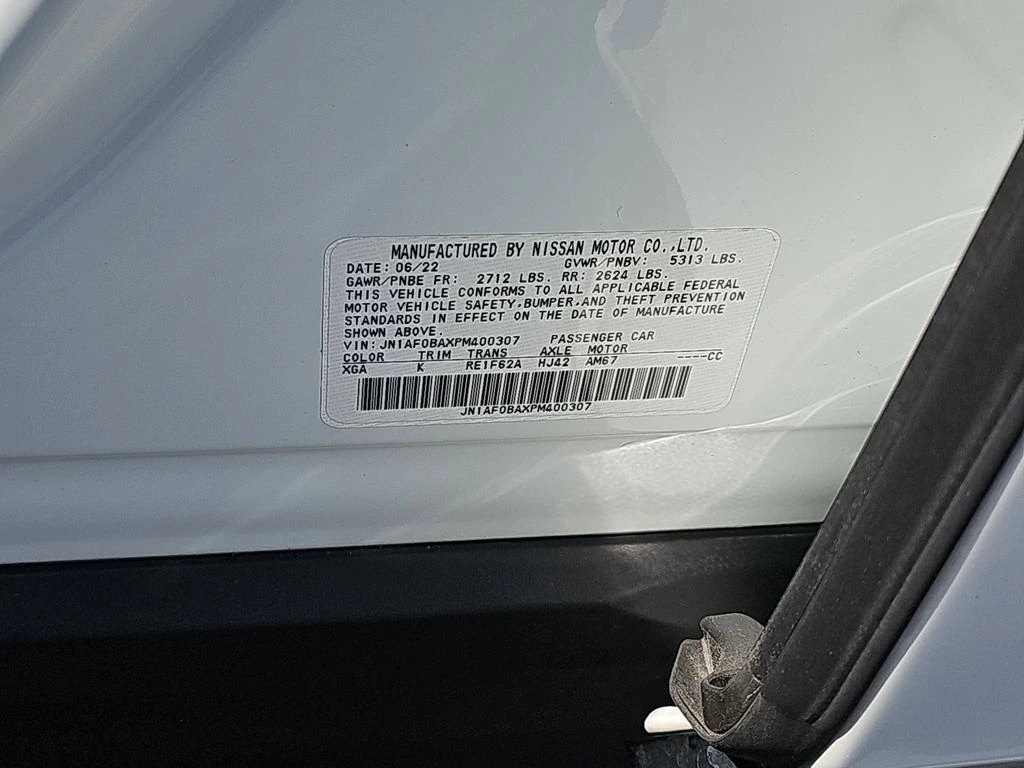 MANUFACTURED BY NISSAN MOTOR CO.,LTD.
DATE: 06/22 GVWR/PNBV: 5313 LBS.
GAWR/PNBE FR: 2712 LBS. RR: 2624 LBS.
THIS VEHICLE CONFORMS TO ALL APPLICABLE FEDERAL
MOTOR VEHICLE SAFETY,BUMPER,AND THEFT PREVENTION
STANDARDS IN EFFECT ON THE DATE OF MANUFACTURE
SHOWN ABOVE.
VIN: JN1AF0BAXPM400307 PASSENGER CAR
COLOR TRIM TRANS AXLE MOTOR
XGA K RE1F62A HJ42 AM67 ----CC
JN1AF0BAXPM400307